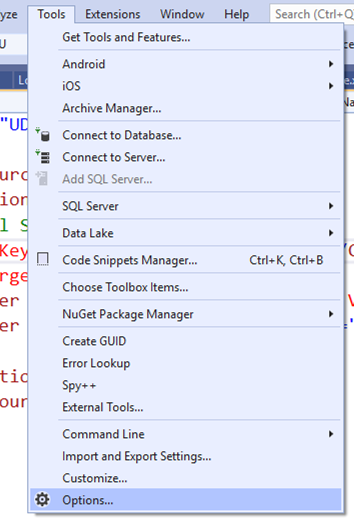 yze Tools Extensions Window Help Search (Ctrl+Q
U
Get Tools and Features...
Android
iOS
Archive Manager...
"UD
Connect to Database...
Connect to Server...
Add SQL Server...
SQL Server
Data Lake
Code Snippets Manager... Ctrl+K, Ctrl+B
Choose Toolbox Items...
NuGet Package Manager
Create GUID
Error Lookup
Spy++
External Tools...
Command Line
Import and Export Settings...
Customize...
Options...